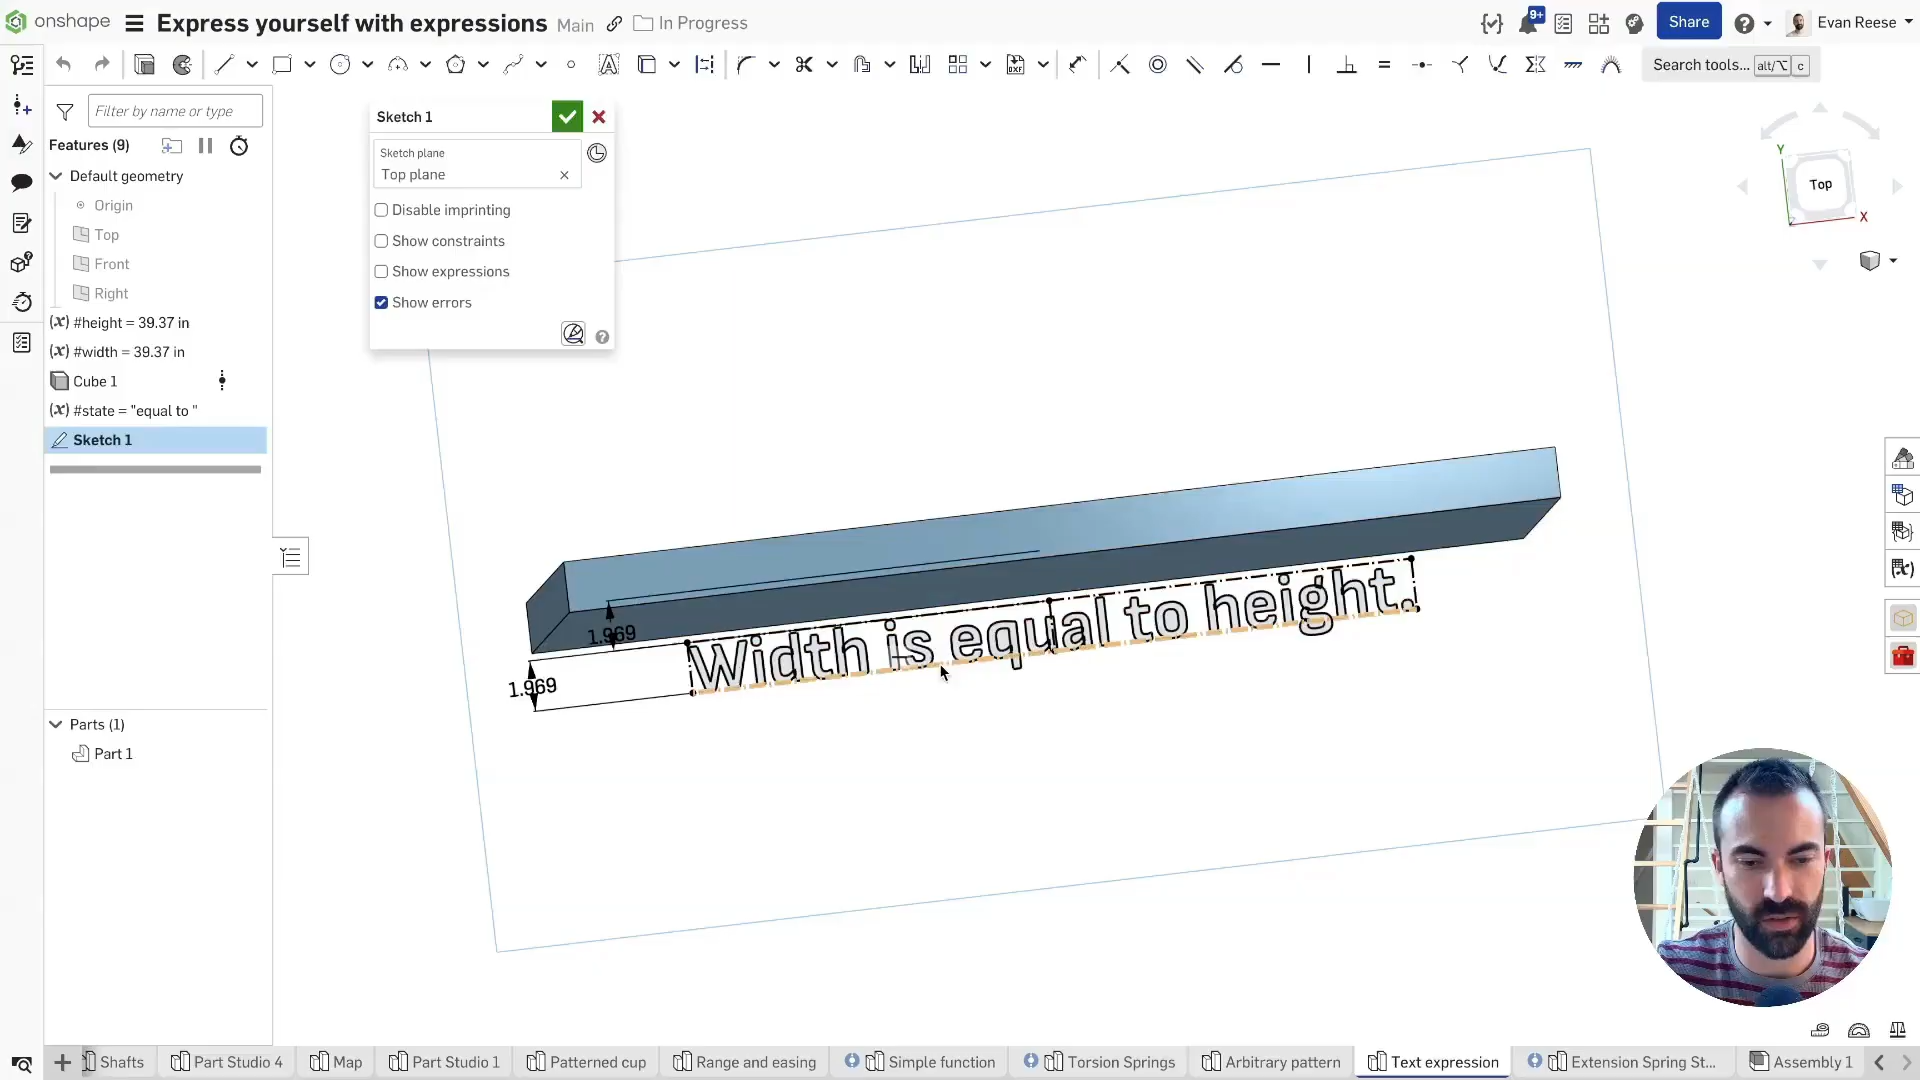 onshape Express yourself with expressions Main In Progress 9+ Share Evan Reese
Search tools... alt/⌥ c
Filter by name or type
Features (9)
Default geometry
Origin
Top
Front
Right
(x) #height = 39.37 in
(x) #width = 39.37 in
Cube 1
(x) #state = "equal to "
Sketch 1
Parts (1)
Part 1
Sketch 1
Sketch plane
Top plane
Disable imprinting
Show constraints
Show expressions
Show errors
Y
Top
X
Z
1.969
1.969
Width is equal to height.
Shafts Part Studio 4 Map Part Studio 1 Patterned cup Range and easing Simple function Torsion Springs Arbitrary pattern Text expression Extension Spring St... Assembly 1